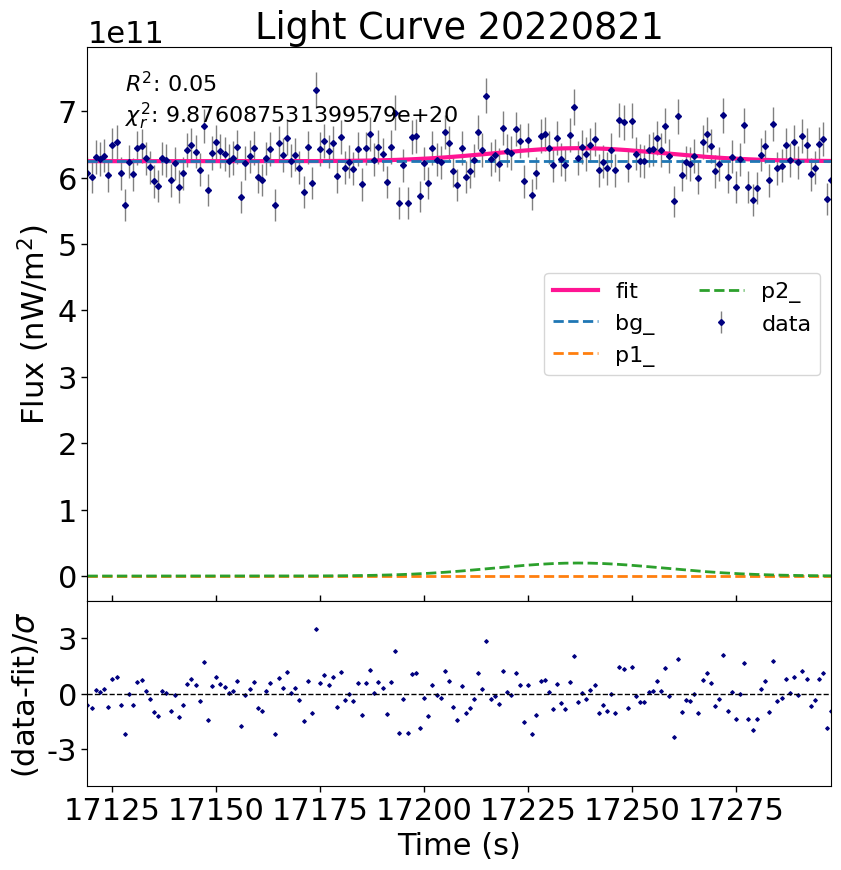 Light Curve 20220821
1e11
R²: 0.05
χ²ᵣ: 9.876087531399579e+20
7
6
5
4
3
2
1
0
Flux (nW/m²)
fit
bg_
p1_
p2_
data
3
0
-3
(data-fit)/σ
17125 17150 17175 17200 17225 17250 17275
Time (s)